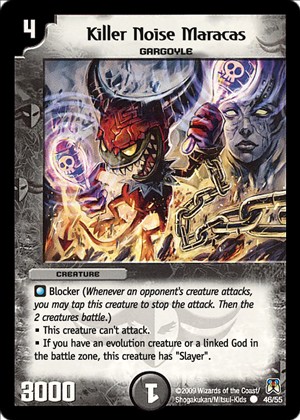 4
Killer Noise Maracas
GARGOYLE
CREATURE
Blocker (Whenever an opponent's creature attacks,
you may tap this creature to stop the attack. Then the
2 creatures battle.)
▪ This creature can't attack.
▪ If you have an evolution creature or a linked God in
the battle zone, this creature has "Slayer".
3000
1
©2009 Wizards of the Coast/
Shogakukan/Mitsui-Kids
46/55